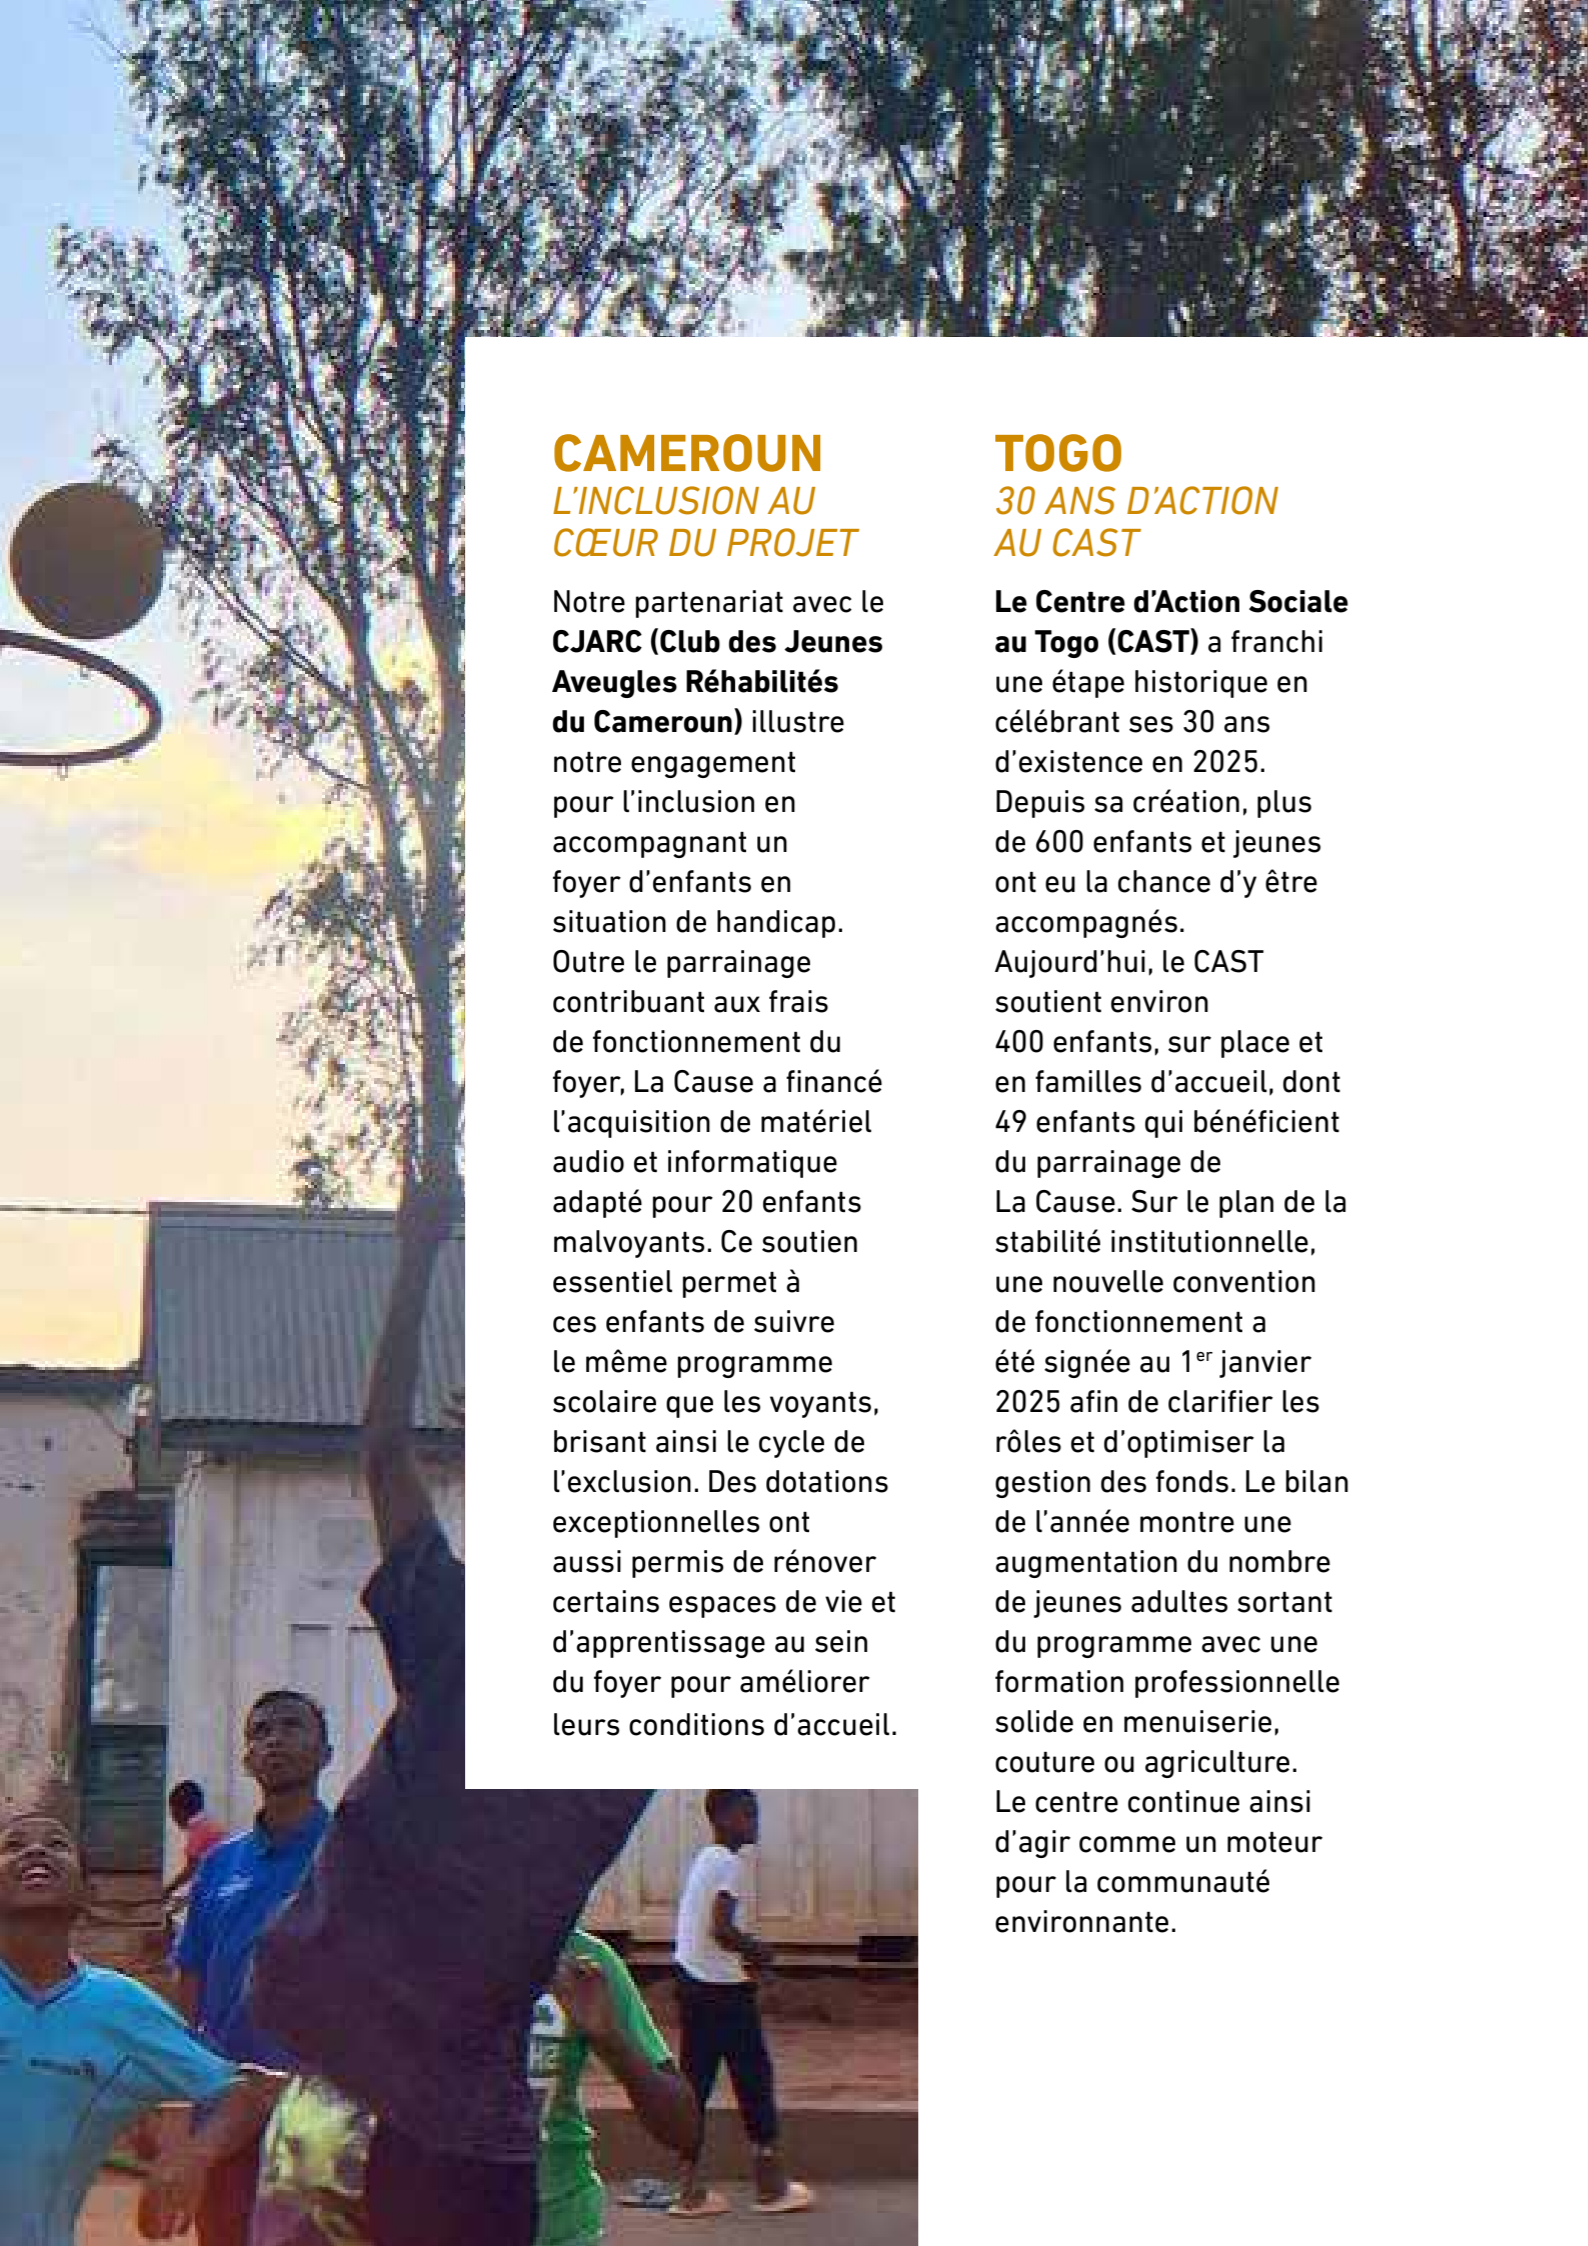 CAMEROUN
L'INCLUSION AU
CŒUR DU PROJET
Notre partenariat avec le
CJARC (Club des Jeunes
Aveugles Réhabilités
du Cameroun) illustre
notre engagement
pour l'inclusion en
accompagnant un
foyer d'enfants en
situation de handicap.
Outre le parrainage
contribuant aux frais
de fonctionnement du
foyer, La Cause a financé
l'acquisition de matériel
audio et informatique
adapté pour 20 enfants
malvoyants. Ce soutien
essentiel permet à
ces enfants de suivre
le même programme
scolaire que les voyants,
brisant ainsi le cycle de
l'exclusion. Des dotations
exceptionnelles ont
aussi permis de rénover
certains espaces de vie et
d'apprentissage au sein
du foyer pour améliorer
leurs conditions d'accueil.
TOGO
30 ANS D'ACTION
AU CAST
Le Centre d'Action Sociale
au Togo (CAST) a franchi
une étape historique en
célébrant ses 30 ans
d'existence en 2025.
Depuis sa création, plus
de 600 enfants et jeunes
ont eu la chance d'y être
accompagnés.
Aujourd'hui, le CAST
soutient environ
400 enfants, sur place et
en familles d'accueil, dont
49 enfants qui bénéficient
du parrainage de
La Cause. Sur le plan de la
stabilité institutionnelle,
une nouvelle convention
de fonctionnement a
été signée au 1er janvier
2025 afin de clarifier les
rôles et d'optimiser la
gestion des fonds. Le bilan
de l'année montre une
augmentation du nombre
de jeunes adultes sortant
du programme avec une
formation professionnelle
solide en menuiserie,
couture ou agriculture.
Le centre continue ainsi
d'agir comme un moteur
pour la communauté
environnante.